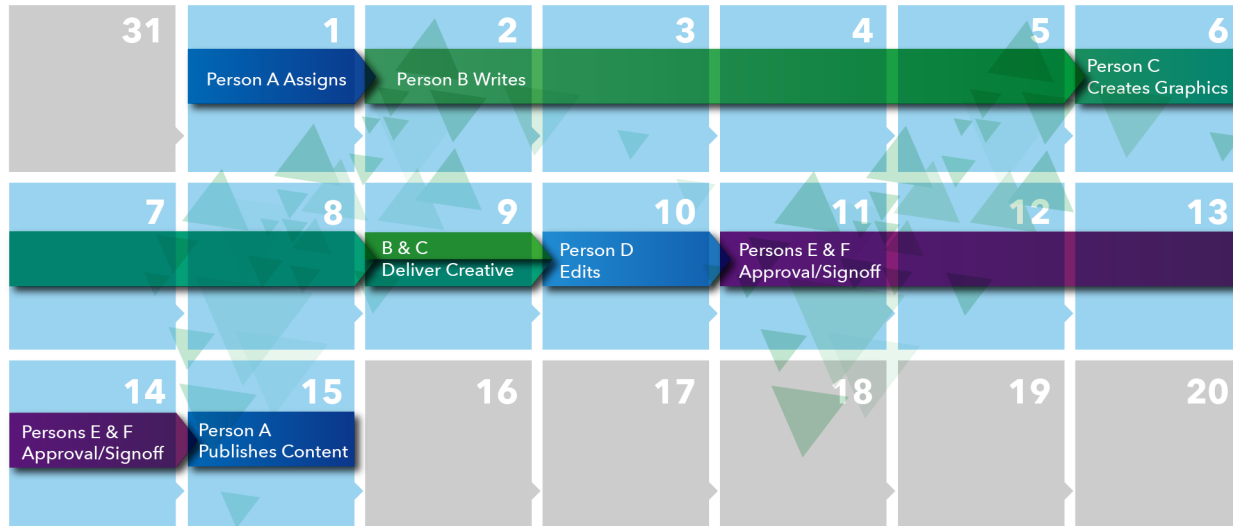 31 1 2 3 4 5 6
Person A Assigns
Person B Writes
Person C
Creates Graphics
7 8 9 10 11 12 13
B & C
Deliver Creative
Person D
Edits
Persons E & F
Approval/Signoff
14 15 16 17 18 19 20
Persons E & F
Approval/Signoff
Person A
Publishes Content